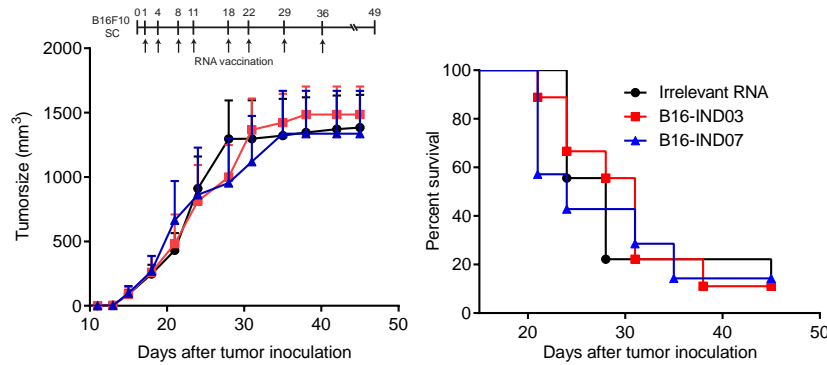 B16F10
SC
01 4 8 11 18 22 29 36 49
RNA vaccination
2000
1500
1000
500
0
Tumorsize (mm³)
10 20 30 40 50
Days after tumor inoculation
100
80
60
40
20
0
Percent survival
Irrelevant RNA
B16-IND03
B16-IND07
20 30 40 50
Days after tumor inoculation